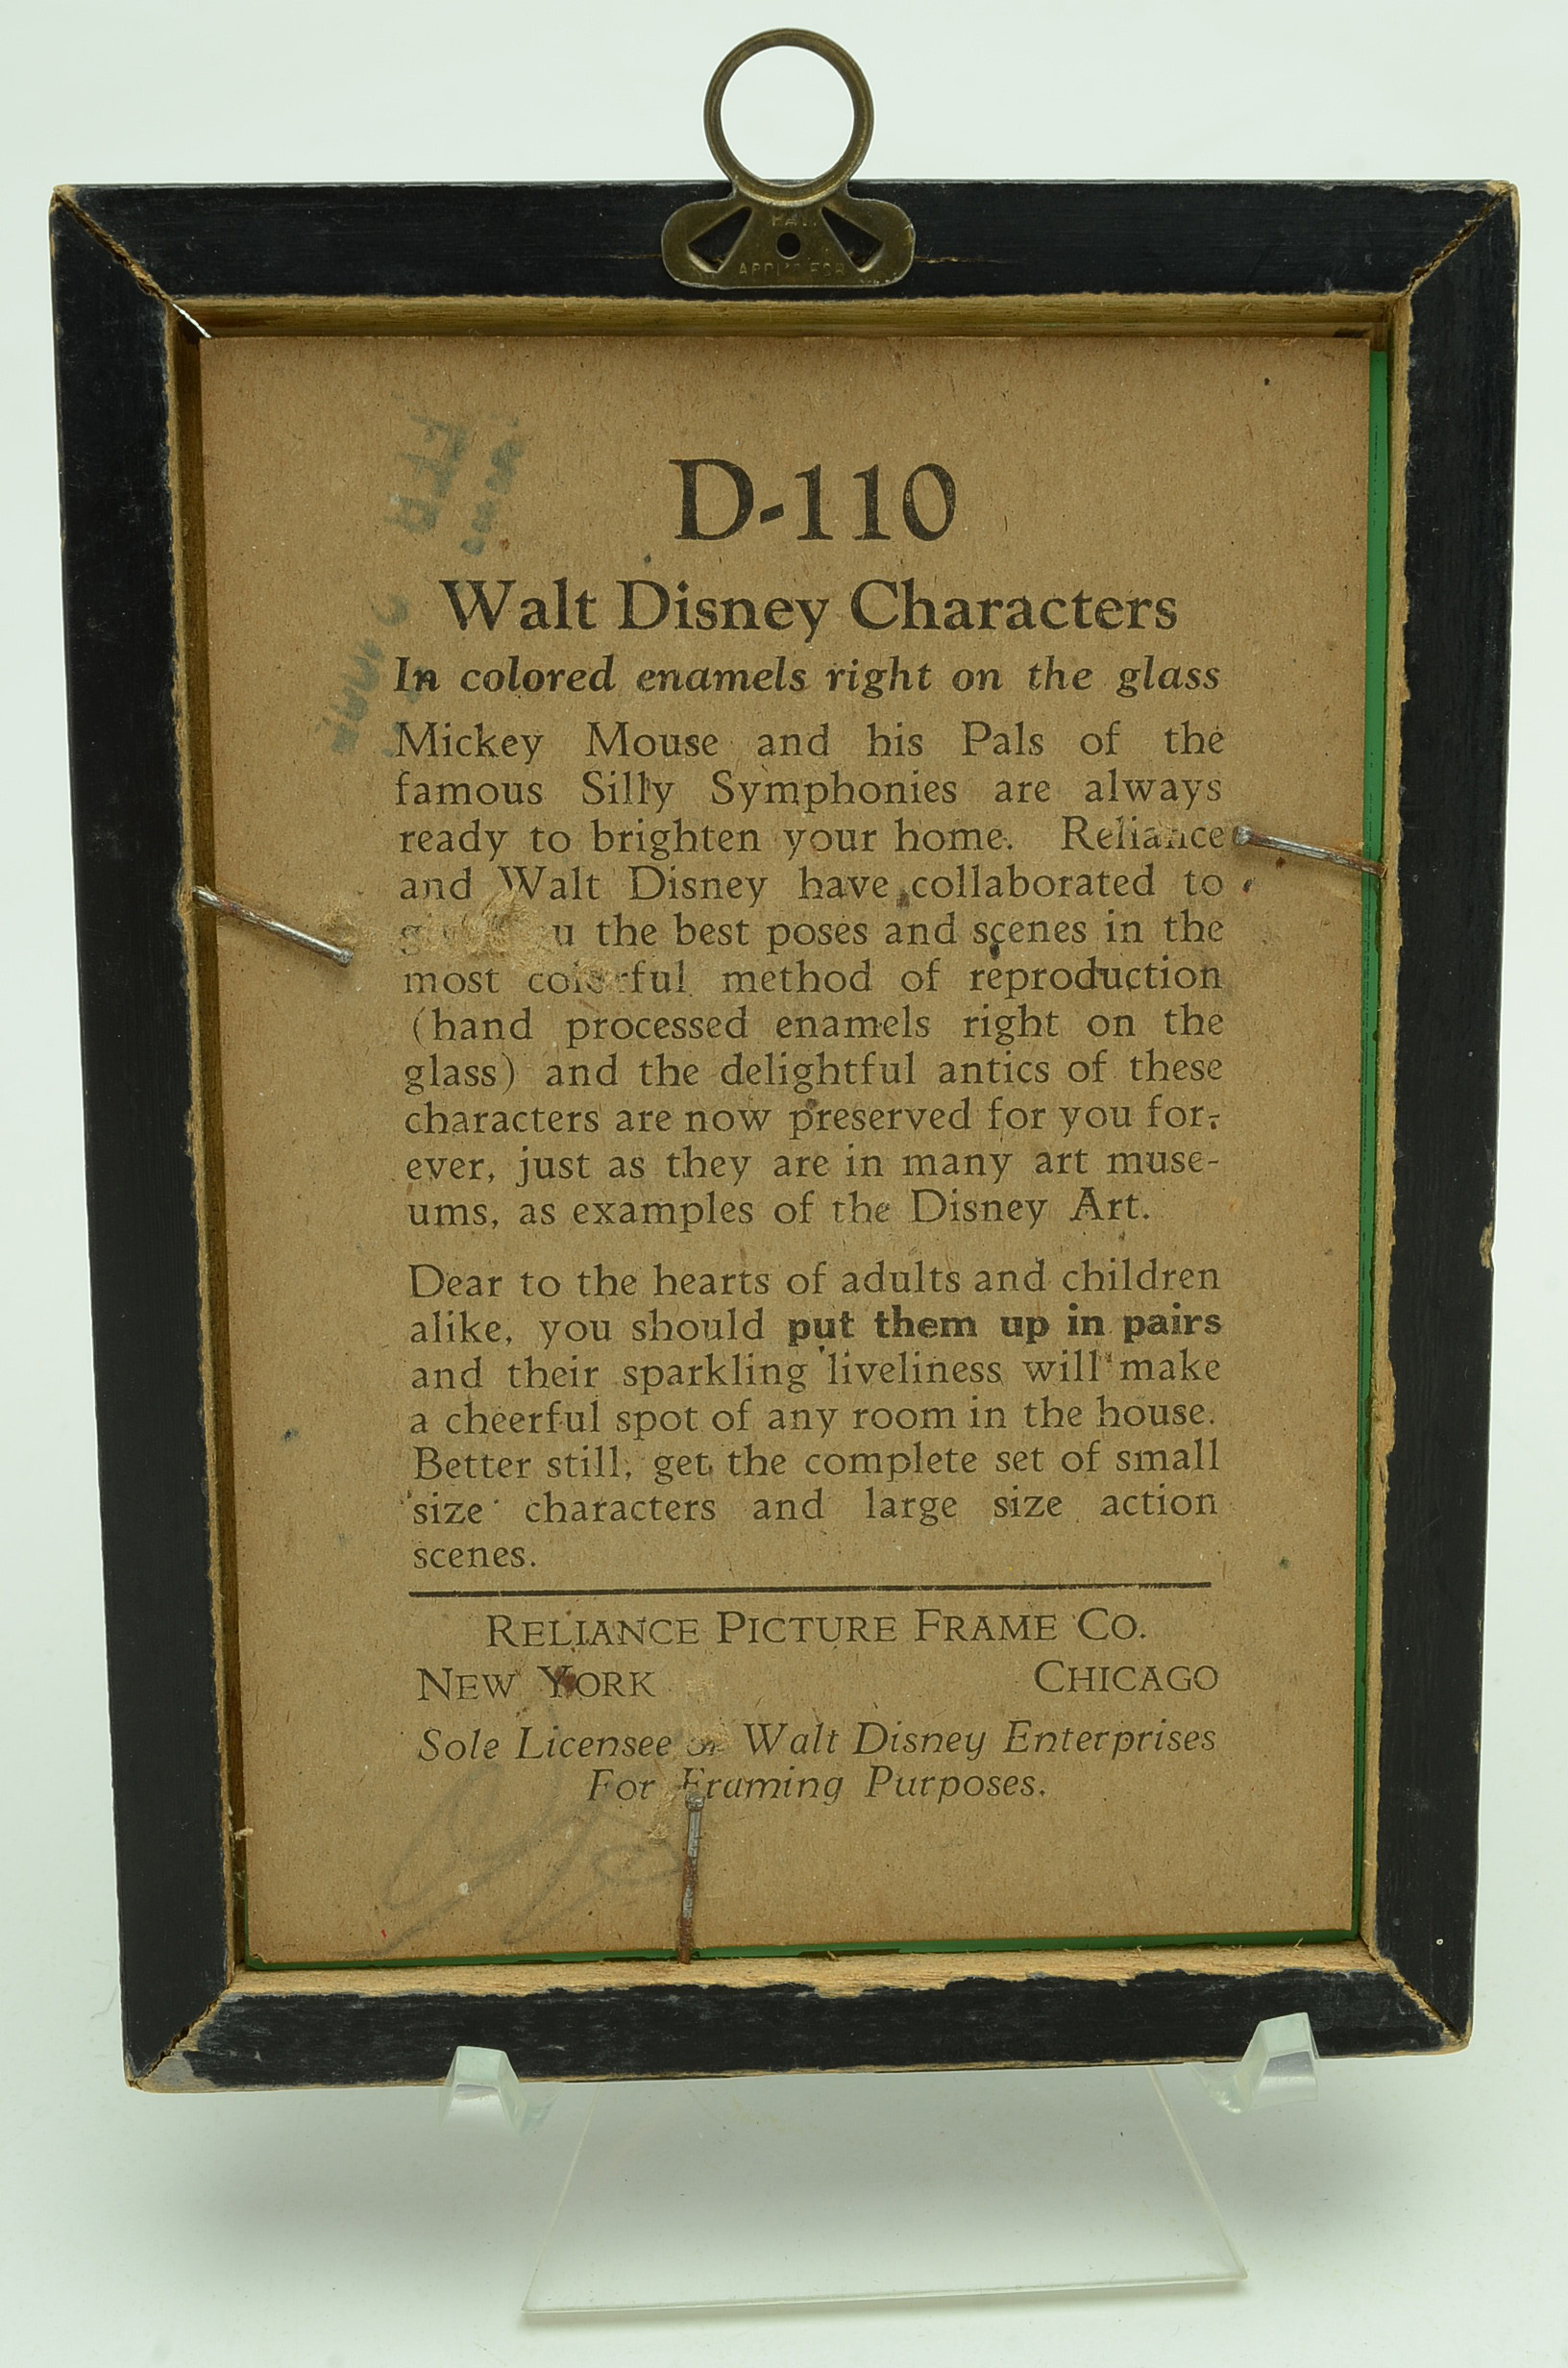 PAT.
APPL'D FOR
D-110
Walt Disney Characters
In colored enamels right on the glass
Mickey Mouse and his Pals of the
famous Silly Symphonies are always
ready to brighten your home. Reliance
and Walt Disney have collaborated to
the best poses and scenes in the
most colorful method of reproduction
(hand processed enamels right on the
glass) and the delightful antics of these
characters are now preserved for you for-
ever, just as they are in many art muse-
ums, as examples of the Disney Art.
Dear to the hearts of adults and children
alike, you should put them up in pairs
and their sparkling liveliness will make
a cheerful spot of any room in the house.
Better still, get the complete set of small
size characters and large size action
scenes.
RELIANCE PICTURE FRAME CO.
NEW YORK CHICAGO
Sole Licensee of Walt Disney Enterprises
For Framing Purposes.